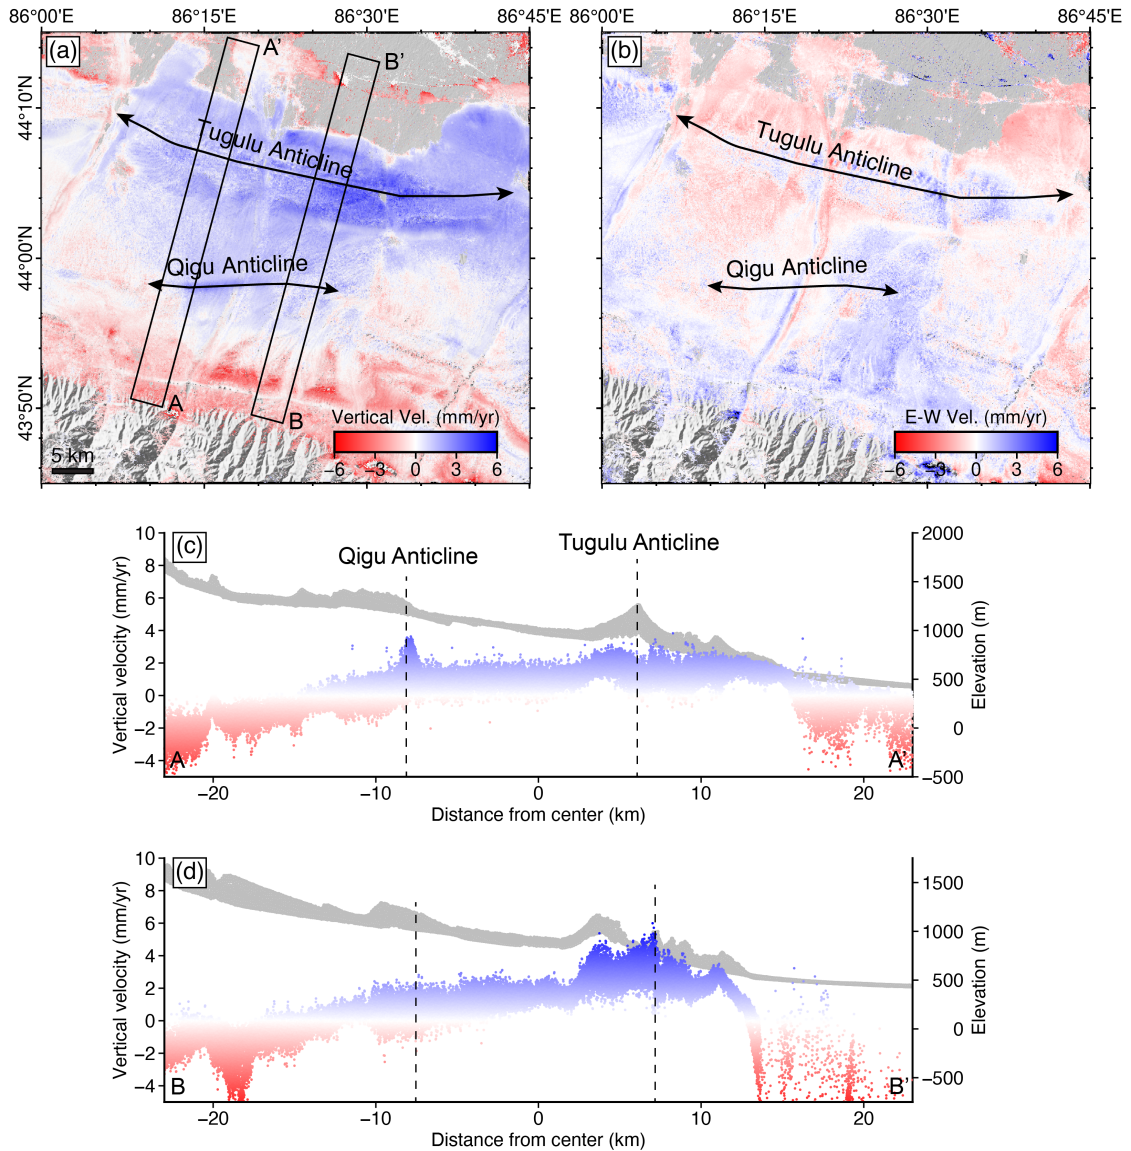 86°00'E 86°15'E 86°30'E 86°45'E 86°00'E 86°15'E 86°30'E 86°45'E
(a) A' B' (b)
44°10'N
Tugulu Anticline Tugulu Anticline
44°00'N
Qigu Anticline Qigu Anticline
43°50'N
A B
Vertical Vel. (mm/yr) E-W Vel. (mm/yr)
5 km
−6 −3 0 3 6 −6 −3 0 3 6
(c)
Qigu Anticline Tugulu Anticline
Vertical velocity (mm/yr)
10 8 6 4 2 0 −2 −4
2000 1500 1000 500 0 −500
Elevation (m)
A A'
−20 −10 0 10 20
Distance from center (km)
(d)
Vertical velocity (mm/yr)
10 8 6 4 2 0 −2 −4
1500 1000 500 0 −500
Elevation (m)
B B'
−20 −10 0 10 20
Distance from center (km)